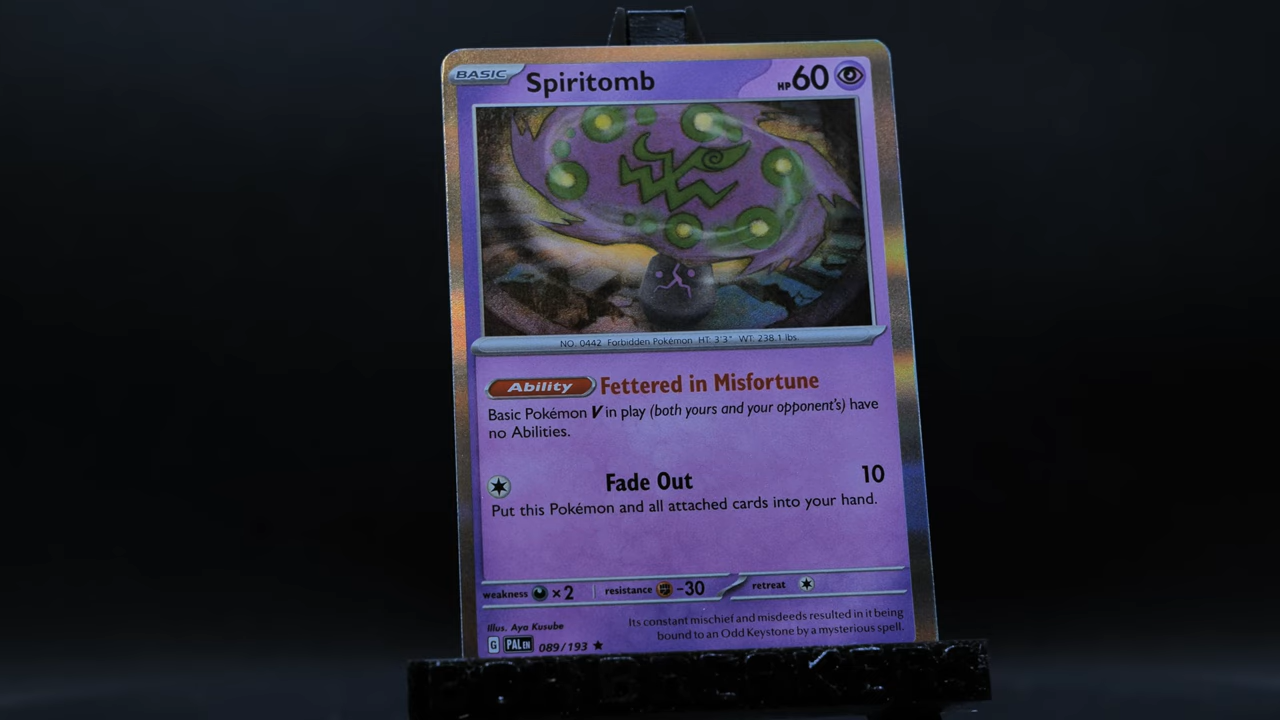 BASIC Spiritomb HP 60
NO. 0442 Forbidden Pokémon HT: 3'3" WT: 238.1 lbs.
Ability Fettered in Misfortune
Basic Pokémon V in play (both yours and your opponent's) have
no Abilities.
Fade Out 10
Put this Pokémon and all attached cards into your hand.
weakness ×2 resistance -30 retreat
Illus. Aya Kusube
Its constant mischief and misdeeds resulted in it being
bound to an Odd Keystone by a mysterious spell.
G PAL EN 089/193 ★